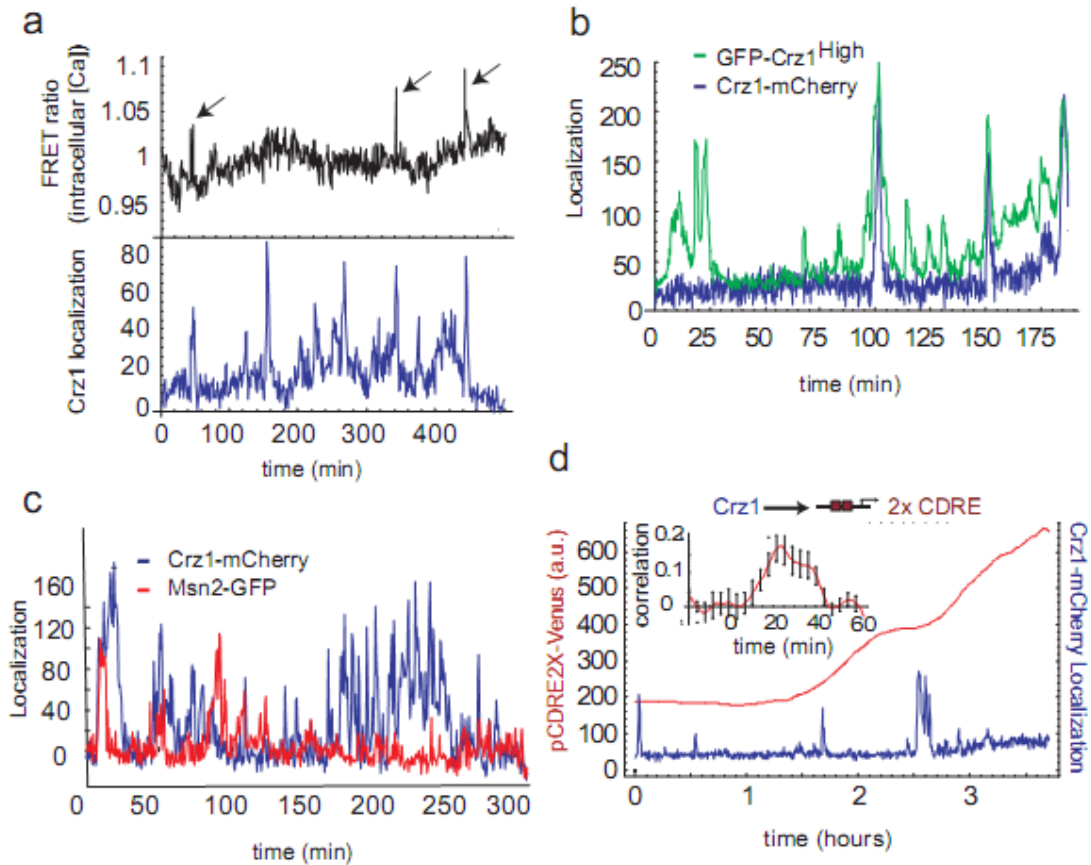 a
FRET ratio
(intracellular [Ca])
1.1
1.05
1
0.95
Crz1 localization
80
60
40
20
0
0 100 200 300 400
time (min)
b
GFP-Crz1High
Crz1-mCherry
Localization
250
200
150
100
50
0
0 25 50 75 100 125 150 175
time (min)
c
Crz1-mCherry
Msn2-GFP
Localization
160
120
80
40
0
0 50 100 150 200 250 300
time (min)
d
Crz1 2x CDRE
pCDRE2X-Venus (a.u.)
600
500
400
300
200
100
0
correlation
0.2
0.1
0
0 20 40 60
time (min)
Crz1-mCherry Localization
0 1 2 3
time (hours)